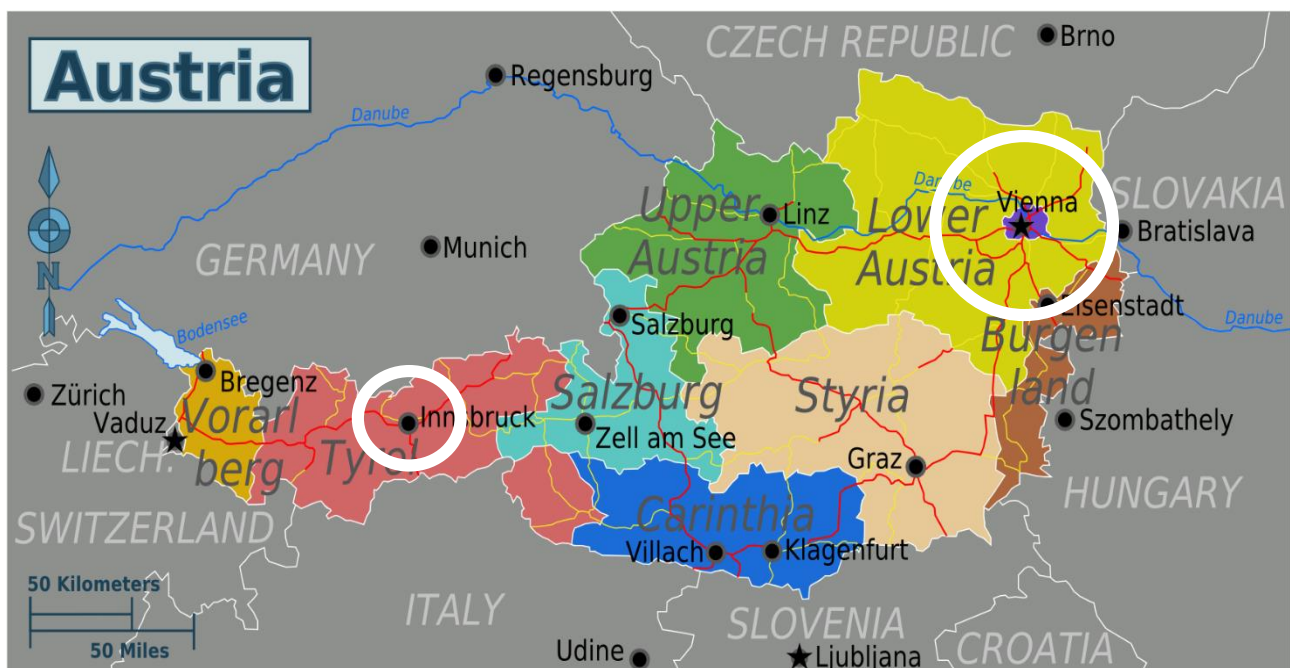 Austria
CZECH REPUBLIC
Brno
Regensburg
Danube
Danube
SLOVAKIA
Upper
Austria
Linz
Lower
Austria
Vienna
Bratislava
GERMANY
Munich
N
Eisenstadt
Danube
Bodensee
Salzburg
Burgen
land
Bregenz
Zürich
Vorarl
berg
Vaduz
LIECH.
Innsbruck
Tyrol
Salzburg
Zell am See
Styria
Graz
Szombathely
HUNGARY
SWITZERLAND
Carinthia
Villach
Klagenfurt
50 Kilometers
50 Miles
ITALY
SLOVENIA
CROATIA
Udine
Ljubljana